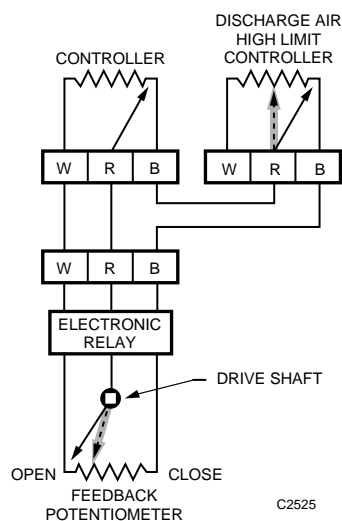 DISCHARGE AIR
HIGH LIMIT
CONTROLLER
CONTROLLER
W R B
W R B
W R B
ELECTRONIC
RELAY
DRIVE SHAFT
OPEN
CLOSE
FEEDBACK
POTENTIOMETER
C2525